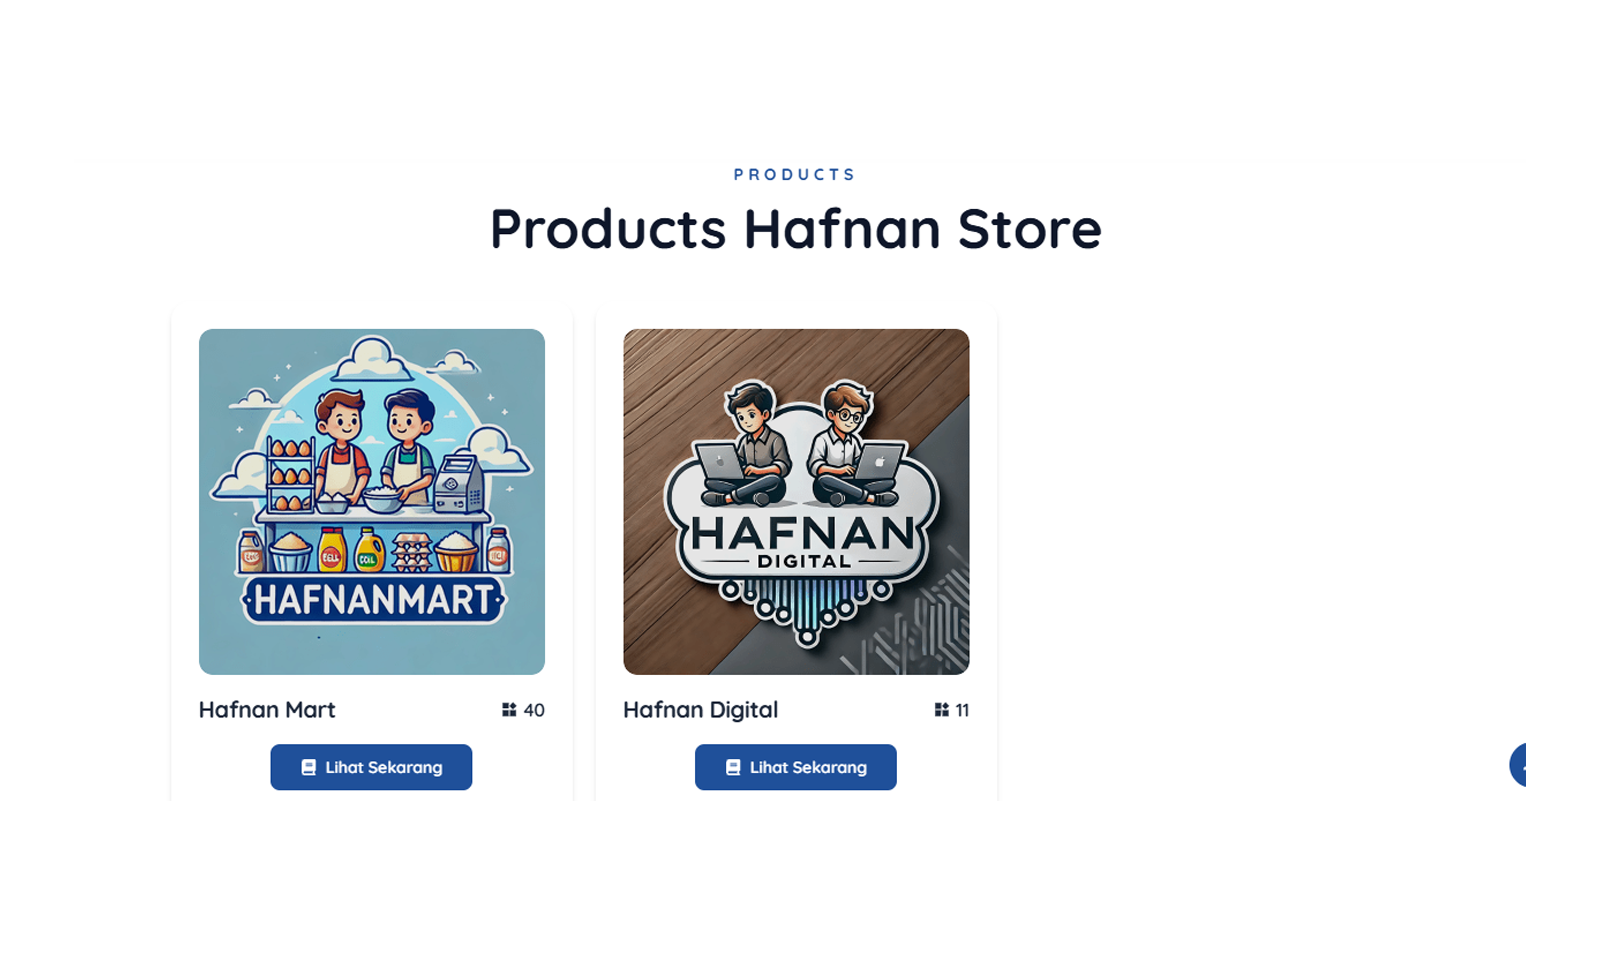 PRODUCTS
Products Hafnan Store
HAFNANMART
HAFNAN
DIGITAL
Hafnan Mart
40
Lihat Sekarang
Hafnan Digital
11
Lihat Sekarang